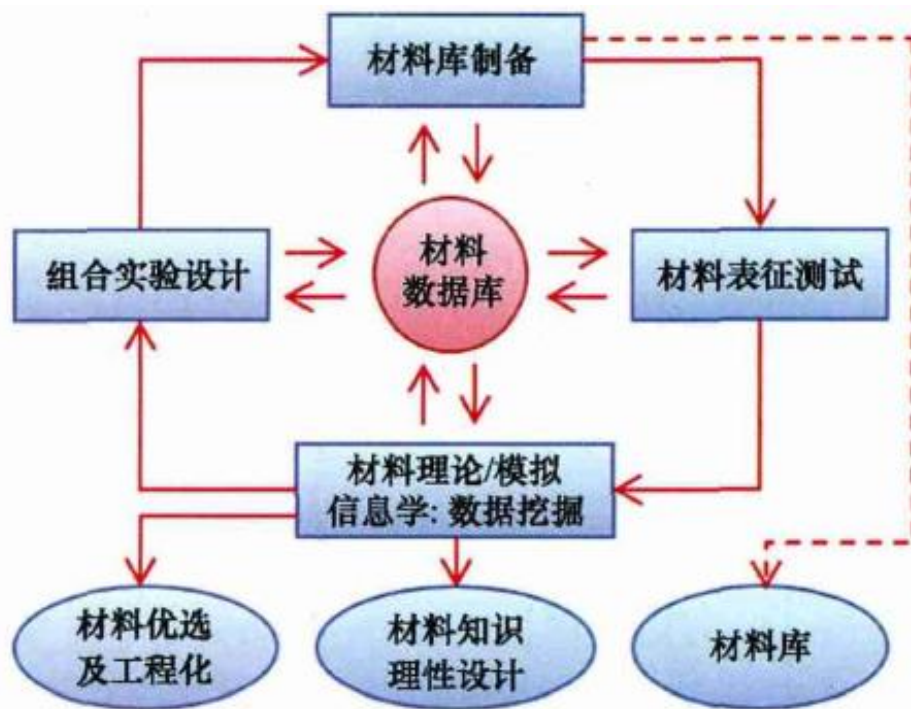 材料库制备
组合实验设计
材料
数据库
材料表征测试
材料理论/模拟
信息学: 数据挖掘
材料优选
及工程化
材料知识
理性设计
材料库